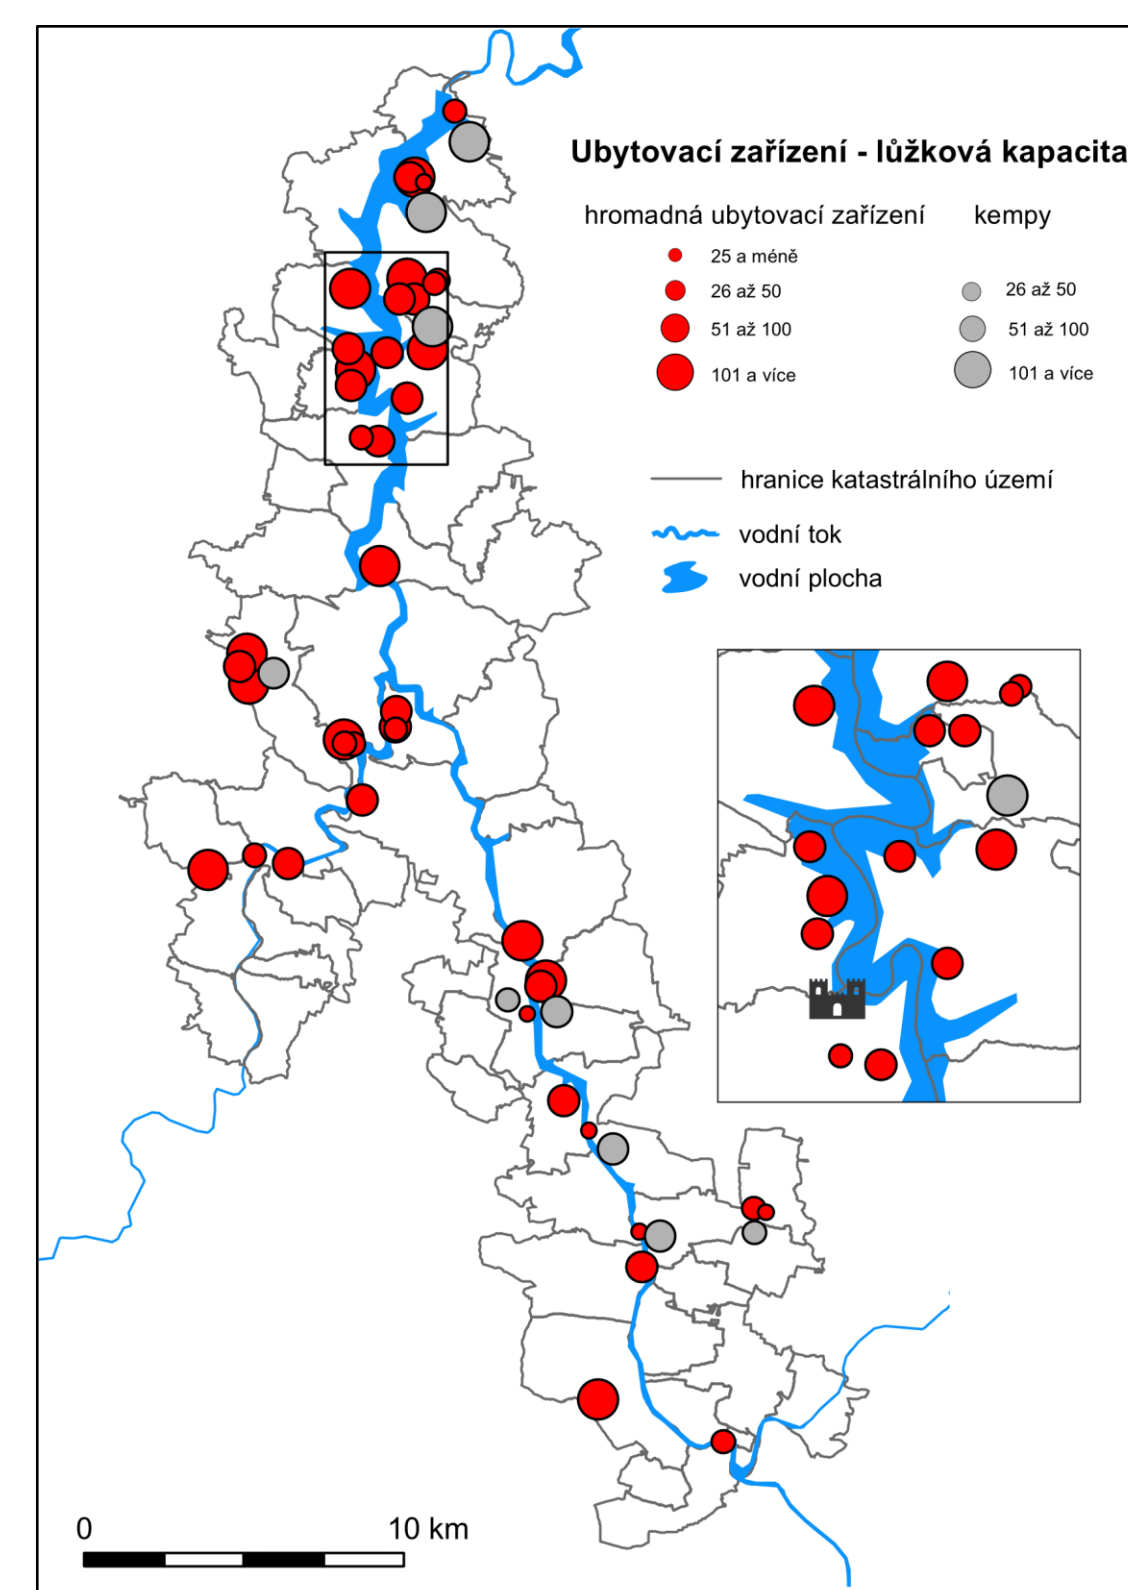 Ubytovací zařízení - lůžková kapacita
hromadná ubytovací zařízení kempy
25 a méně
26 až 50 26 až 50
51 až 100 51 až 100
101 a více 101 a více
hranice katastrálního území
vodní tok
vodní plocha
0 10 km